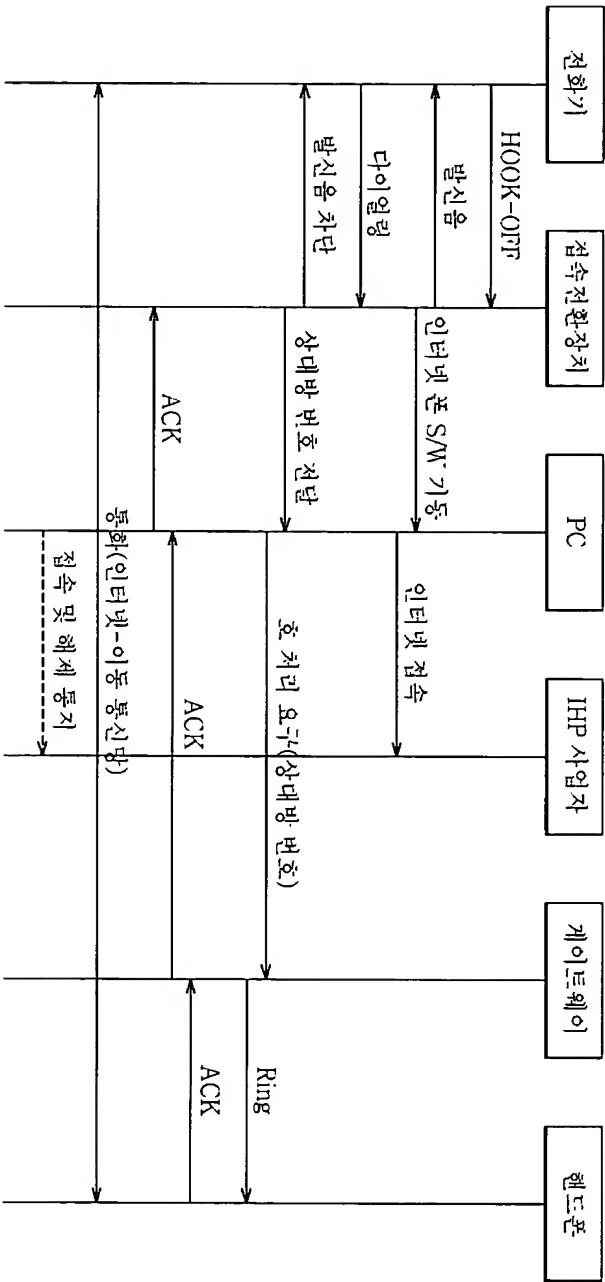 전화기
접속전환장치
PC
IHP 사업자
게이트웨이
핸드폰
HOOK-OFF
발신음
인터넷 폰 S/W 기동
인터넷 접속
다이얼링
발신음 차단
상대방 번호 전달
호 처리 요구(상대방 번호)
Ring
ACK
ACK
ACK
통화(인터넷-이동 통신망)
접속 및 해제 통지